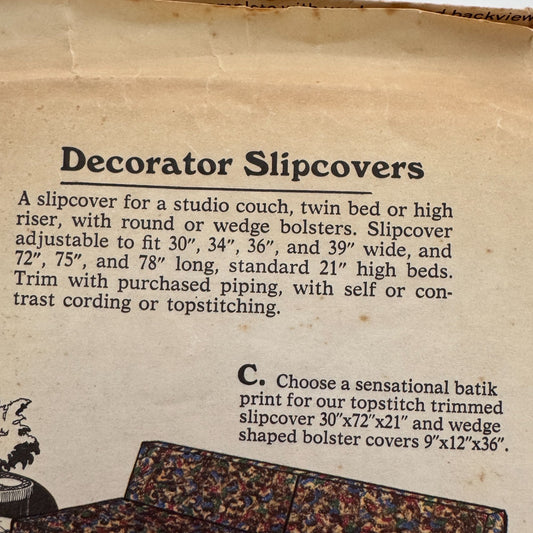 backview
Decorator Slipcovers
A slipcover for a studio couch, twin bed or high
riser, with round or wedge bolsters. Slipcover
adjustable to fit 30", 34", 36", and 39" wide, and
72", 75", and 78" long, standard 21" high beds.
Trim with purchased piping, with self or con-
trast cording or topstitching.
C. Choose a sensational batik
print for our topstitch trimmed
slipcover 30"x72"x21" and wedge
shaped bolster covers 9"x12"x36".